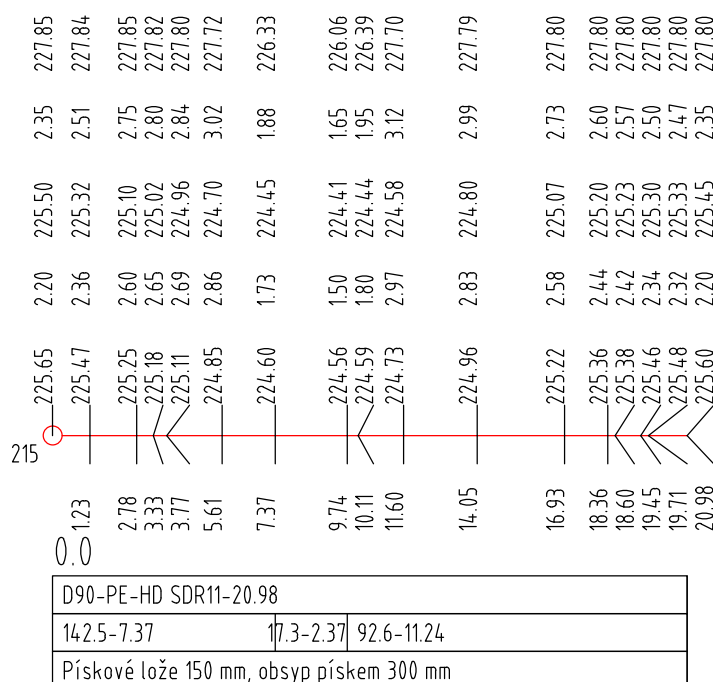 227.85 227.84 227.85 227.82 227.80 227.72 226.33 226.06 226.39 227.70 227.79 227.80 227.80 227.80 227.80 227.80 227.80
2.35 2.51 2.75 2.80 2.84 3.02 1.88 1.65 1.95 3.12 2.99 2.73 2.60 2.57 2.50 2.47 2.35
225.50 225.32 225.10 225.02 224.96 224.70 224.45 224.41 224.44 224.58 224.80 225.07 225.20 225.23 225.30 225.33 225.45
2.20 2.36 2.60 2.65 2.69 2.86 1.73 1.50 1.80 2.97 2.83 2.58 2.44 2.42 2.34 2.32 2.20
225.65 225.47 225.25 225.18 225.11 224.85 224.60 224.56 224.59 224.73 224.96 225.22 225.36 225.38 225.46 225.48 225.60
215
1.23 2.78 3.33 3.77 5.61 7.37 9.74 10.11 11.60 14.05 16.93 18.36 18.60 19.45 19.71 20.98
0.0
D90-PE-HD SDR11-20.98
142.5-7.37 17.3-2.37 92.6-11.24
Pískové lože 150 mm, obsyp pískem 300 mm